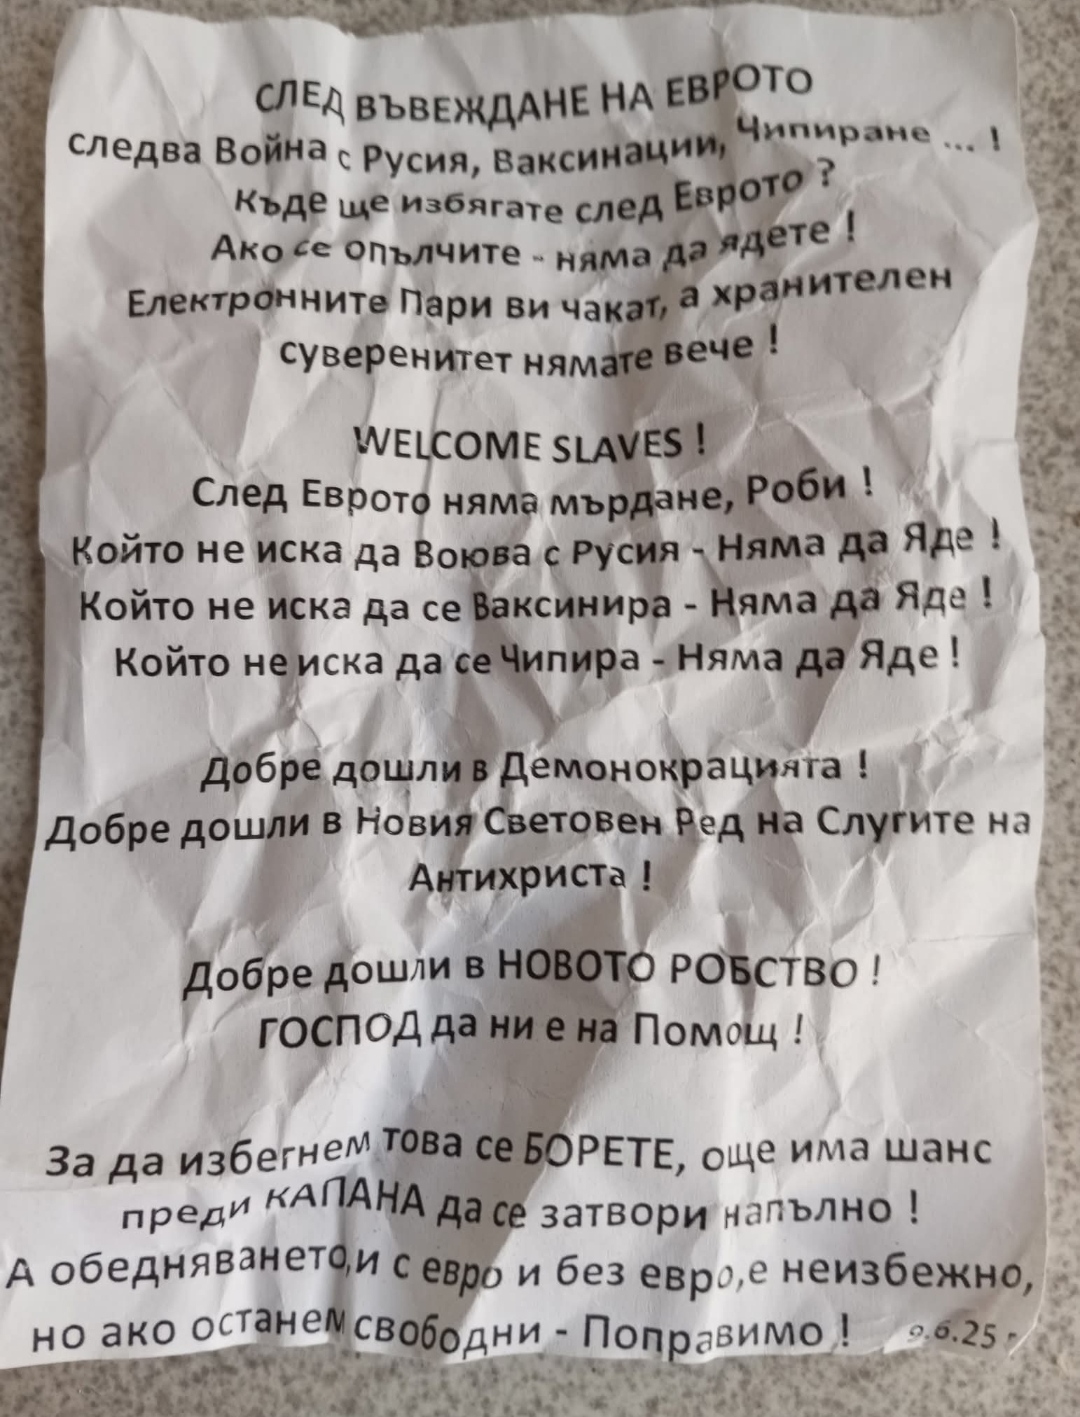 СЛЕД ВЪВЕЖДАНЕ НА ЕВРОТО
следва Война с Русия, Ваксинации, Чипиране ... !
Къде ще избягате след Еврото ?
Ако се опълчите - няма да ядете !
Електронните Пари ви чакат, а хранителен
суверенитет нямате вече !
WELCOME SLAVES !
След Еврото няма мърдане, Роби !
Който не иска да Воюва с Русия - Няма да Яде !
Който не иска да се Ваксинира - Няма да Яде !
Който не иска да се Чипира - Няма да Яде !
Добре дошли в Демонокрацията !
Добре дошли в Новия Световен Ред на Слугите на
Антихриста !
Добре дошли в НОВОТО РОБСТВО !
ГОСПОД да ни е на Помощ !
За да избегнем това се БОРЕТЕ, още има шанс
преди КАПАНА да се затвори напълно !
А обедняването,и с евро и без евро,е неизбежно,
но ако останем свободни - Поправимо ! 9.6.25 г